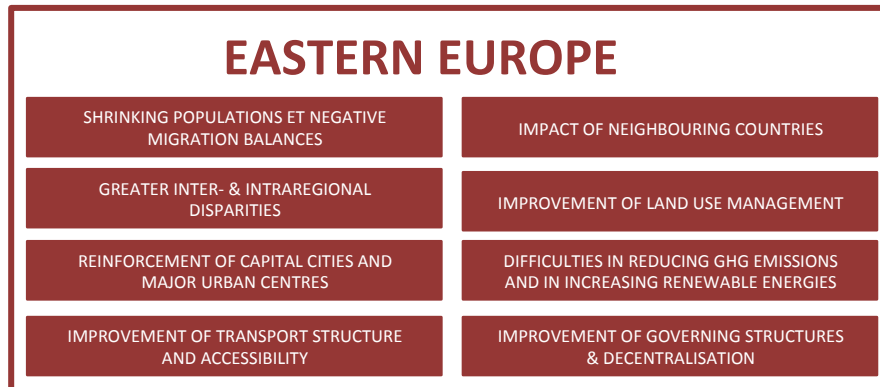 EASTERN EUROPE
SHRINKING POPULATIONS ET NEGATIVE
MIGRATION BALANCES
IMPACT OF NEIGHBOURING COUNTRIES
GREATER INTER- & INTRAREGIONAL
DISPARITIES
IMPROVEMENT OF LAND USE MANAGEMENT
REINFORCEMENT OF CAPITAL CITIES AND
MAJOR URBAN CENTRES
DIFFICULTIES IN REDUCING GHG EMISSIONS
AND IN INCREASING RENEWABLE ENERGIES
IMPROVEMENT OF TRANSPORT STRUCTURE
AND ACCESSIBILITY
IMPROVEMENT OF GOVERNING STRUCTURES
& DECENTRALISATION